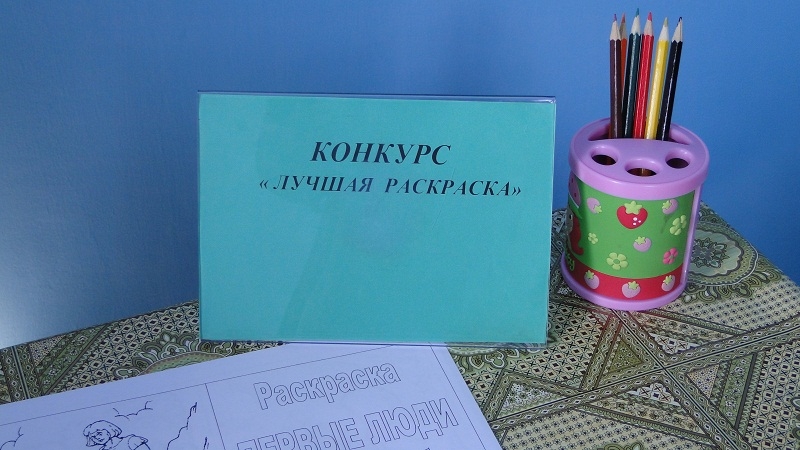 КОНКУРС
« ЛУЧШАЯ РАСКРАСКА»
Раскраска
ПЕРВЫЕ ЛЮДИ